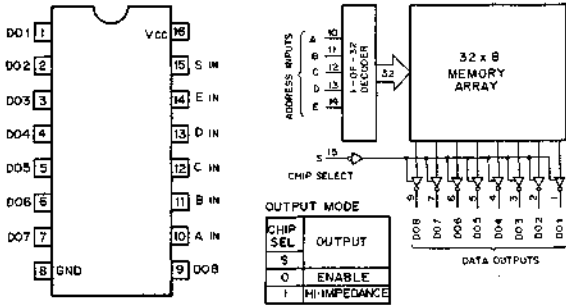 DO1 1
DO2 2
DO3 3
DO4 4
DO5 5
DO6 6
DO7 7
8 GND
VCC 16
15 S IN
14 E IN
13 D IN
12 C IN
11 B IN
10 A IN
9 DO8
ADDRESS INPUTS
A 10
B 11
C 12
D 13
E 14
1-OF-32
DECODER
32
32 x 8
MEMORY
ARRAY
S 15
CHIP SELECT
9 7 6 5 4 3 2 1
DO8 DO7 DO6 DO5 DO4 DO3 DO2 DO1
DATA OUTPUTS
OUTPUT MODE
CHIP
SEL
OUTPUT
S
0 ENABLE
1 HI-IMPEDANCE